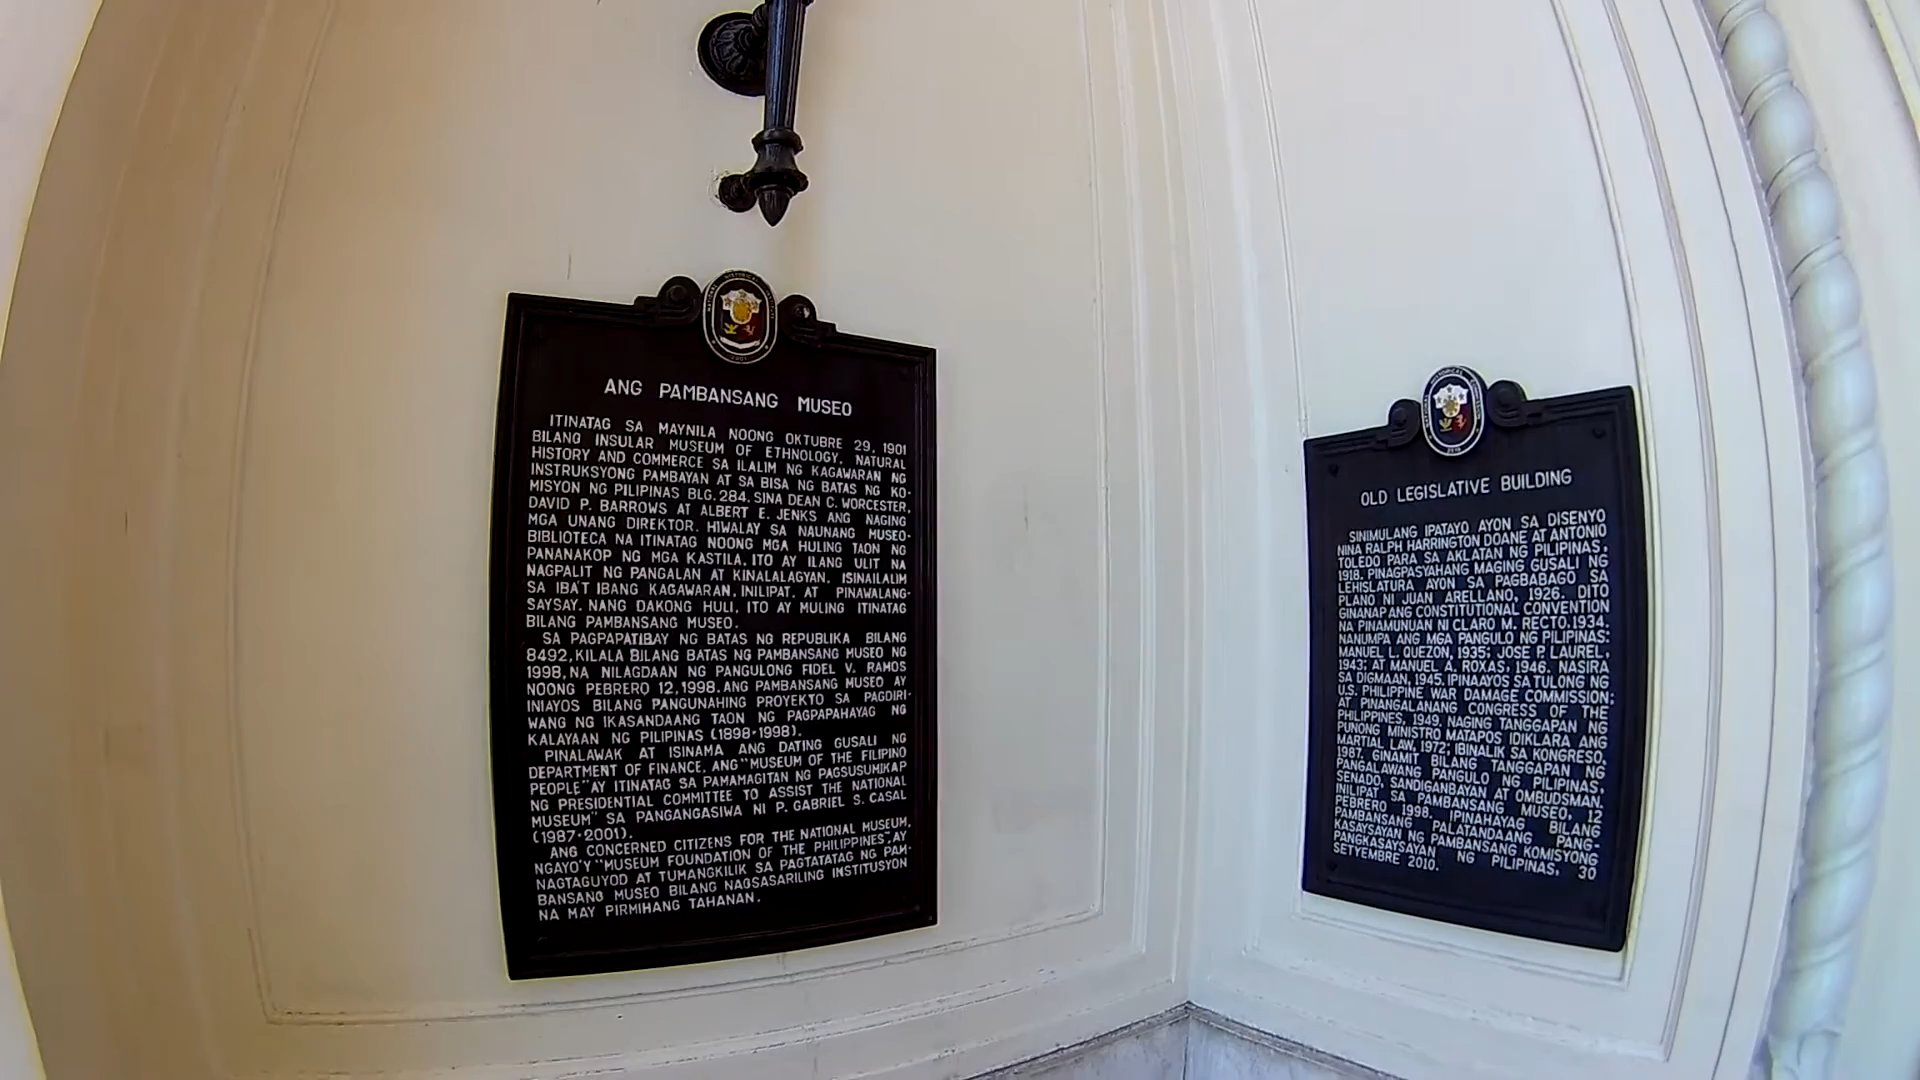 ANG PAMBANSANG MUSEO
ITINATAG SA MAYNILA NOONG OKTUBRE 29, 1901
BILANG INSULAR MUSEUM OF ETHNOLOGY, NATURAL
HISTORY AND COMMERCE SA ILALIM NG KAGAWARAN NG
INSTRUKSYONG PAMBAYAN AT SA BISA NG BATAS NG KO-
MISYON NG PILIPINAS BLG. 284. SINA DEAN C. WORCESTER,
DAVID P. BARROWS AT ALBERT E. JENKS ANG NAGING
MGA UNANG DIREKTOR. HIWALAY SA NAUNANG MUSEO-
BIBLIOTECA NA ITINATAG NOONG MGA HULING TAON NG
PANANAKOP NG MGA KASTILA, ITO AY ILANG ULIT NA
NAGPALIT NG PANGALAN AT KINALALAGYAN. ISINAILALIM
SA IBA'T IBANG KAGAWARAN, INILIPAT, AT PINAWALANG-
SAYSAY. NANG DAKONG HULI, ITO AY MULING ITINATAG
BILANG PAMBANSANG MUSEO.
SA PAGPAPATIBAY NG BATAS NG REPUBLIKA BILANG
8492, KILALA BILANG BATAS NG PAMBANSANG MUSEO NG
1998, NA NILAGDAAN NG PANGULONG FIDEL V. RAMOS
NOONG PEBRERO 12, 1998, ANG PAMBANSANG MUSEO AY
INIAYOS BILANG PANGUNAHING PROYEKTO SA PAGDIRI-
WANG NG IKASANDAANG TAON NG PAGPAPAHAYAG NG
KALAYAAN NG PILIPINAS (1898-1998).
PINALAWAK AT ISINAMA ANG DATING GUSALI NG
DEPARTMENT OF FINANCE, ANG "MUSEUM OF THE FILIPINO
PEOPLE" AY ITINATAG SA PAMAMAGITAN NG PAGSUSUMIKAP
NG PRESIDENTIAL COMMITTEE TO ASSIST THE NATIONAL
MUSEUM" SA PANGANGASIWA NI P. GABRIEL S. CASAL
(1987-2001).
ANG CONCERNED CITIZENS FOR THE NATIONAL MUSEUM,
NGAYO'Y "MUSEUM FOUNDATION OF THE PHILIPPINES", AY
NAGTAGUYOD AT TUMANGKILIK SA PAGTATATAG NG PAM-
BANSANG MUSEO BILANG NAGSASARILING INSTITUSYON
NA MAY PIRMIHANG TAHANAN.
OLD LEGISLATIVE BUILDING
SINIMULANG IPATAYO AYON SA DISENYO
NINA RALPH HARRINGTON DOANE AT ANTONIO
TOLEDO PARA SA AKLATAN NG PILIPINAS,
1918. PINAGPASYAHANG MAGING GUSALI NG
LEHISLATURA AYON SA PAGBABAGO SA
PLANO NI JUAN ARELLANO, 1926. DITO
GINANAP ANG CONSTITUTIONAL CONVENTION
NA PINAMUNUAN NI CLARO M. RECTO, 1934.
NANUMPA ANG MGA PANGULO NG PILIPINAS:
MANUEL L. QUEZON, 1935; JOSE P. LAUREL,
1943; AT MANUEL A. ROXAS, 1946. NASIRA
SA DIGMAAN, 1945. IPINAAYOS SA TULONG NG
U.S. PHILIPPINE WAR DAMAGE COMMISSION;
AT PINANGALANANG CONGRESS OF THE
PHILIPPINES, 1949. NAGING TANGGAPAN NG
PUNONG MINISTRO MATAPOS IDIKLARA ANG
MARTIAL LAW, 1972; IBINALIK SA KONGRESO,
1987. GINAMIT BILANG TANGGAPAN NG
PANGALAWANG PANGULO NG PILIPINAS,
SENADO, SANDIGANBAYAN AT OMBUDSMAN.
INILIPAT SA PAMBANSANG MUSEO, 12
PEBRERO 1998. IPINAHAYAG BILANG
PAMBANSANG PALATANDAANG PANG-
KASAYSAYAN NG PAMBANSANG KOMISYONG
PANGKASAYSAYAN NG PILIPINAS, 30
SETYEMBRE 2010.